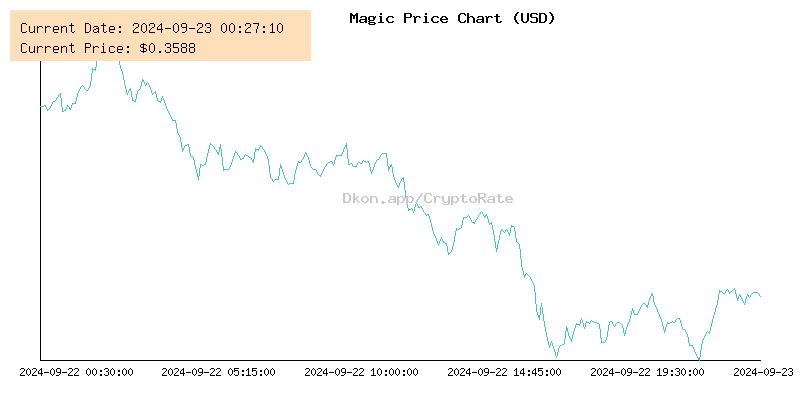 Magic Price Chart (USD)
Current Date: 2024-09-23 00:27:10
Current Price: $0.3588
Dkon.app/CryptoRate
2024-09-22 00:30:00 2024-09-22 05:15:00 2024-09-22 10:00:00 2024-09-22 14:45:00 2024-09-22 19:30:00 2024-09-23